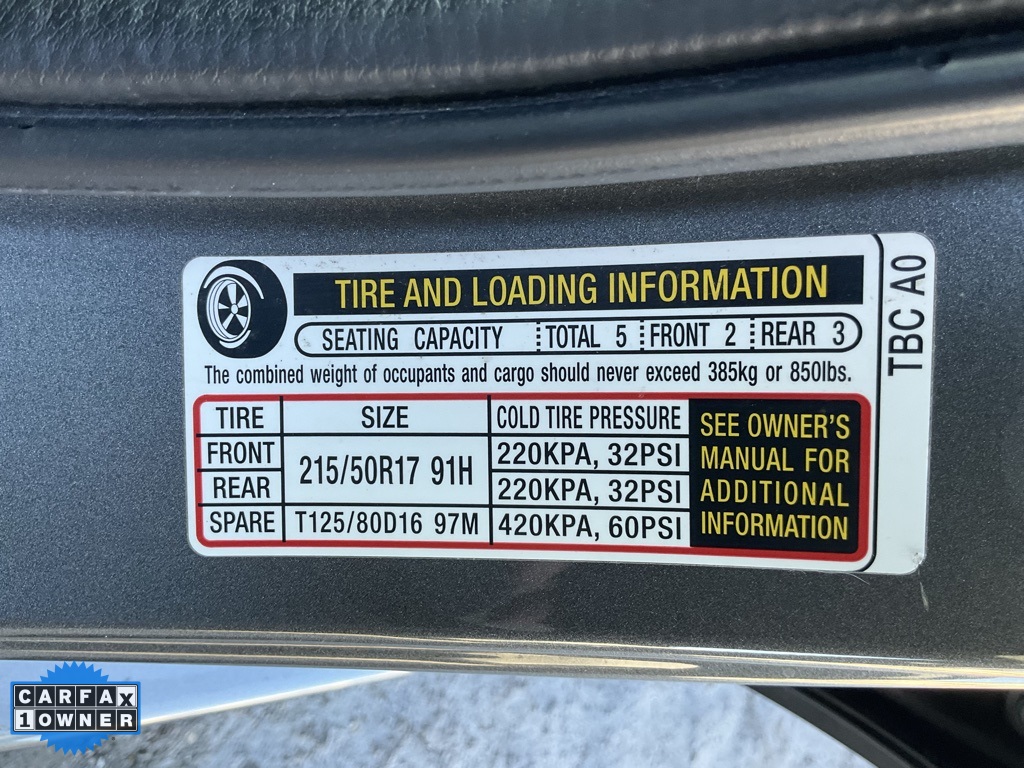 TIRE AND LOADING INFORMATION
SEATING CAPACITY TOTAL 5 FRONT 2 REAR 3
The combined weight of occupants and cargo should never exceed 385kg or 850lbs.
TIRE SIZE COLD TIRE PRESSURE
FRONT 215/50R17 91H 220KPA, 32PSI
REAR 220KPA, 32PSI
SPARE T125/80D16 97M 420KPA, 60PSI
SEE OWNER'S
MANUAL FOR
ADDITIONAL
INFORMATION
TBC A0
CARFAX
1 OWNER